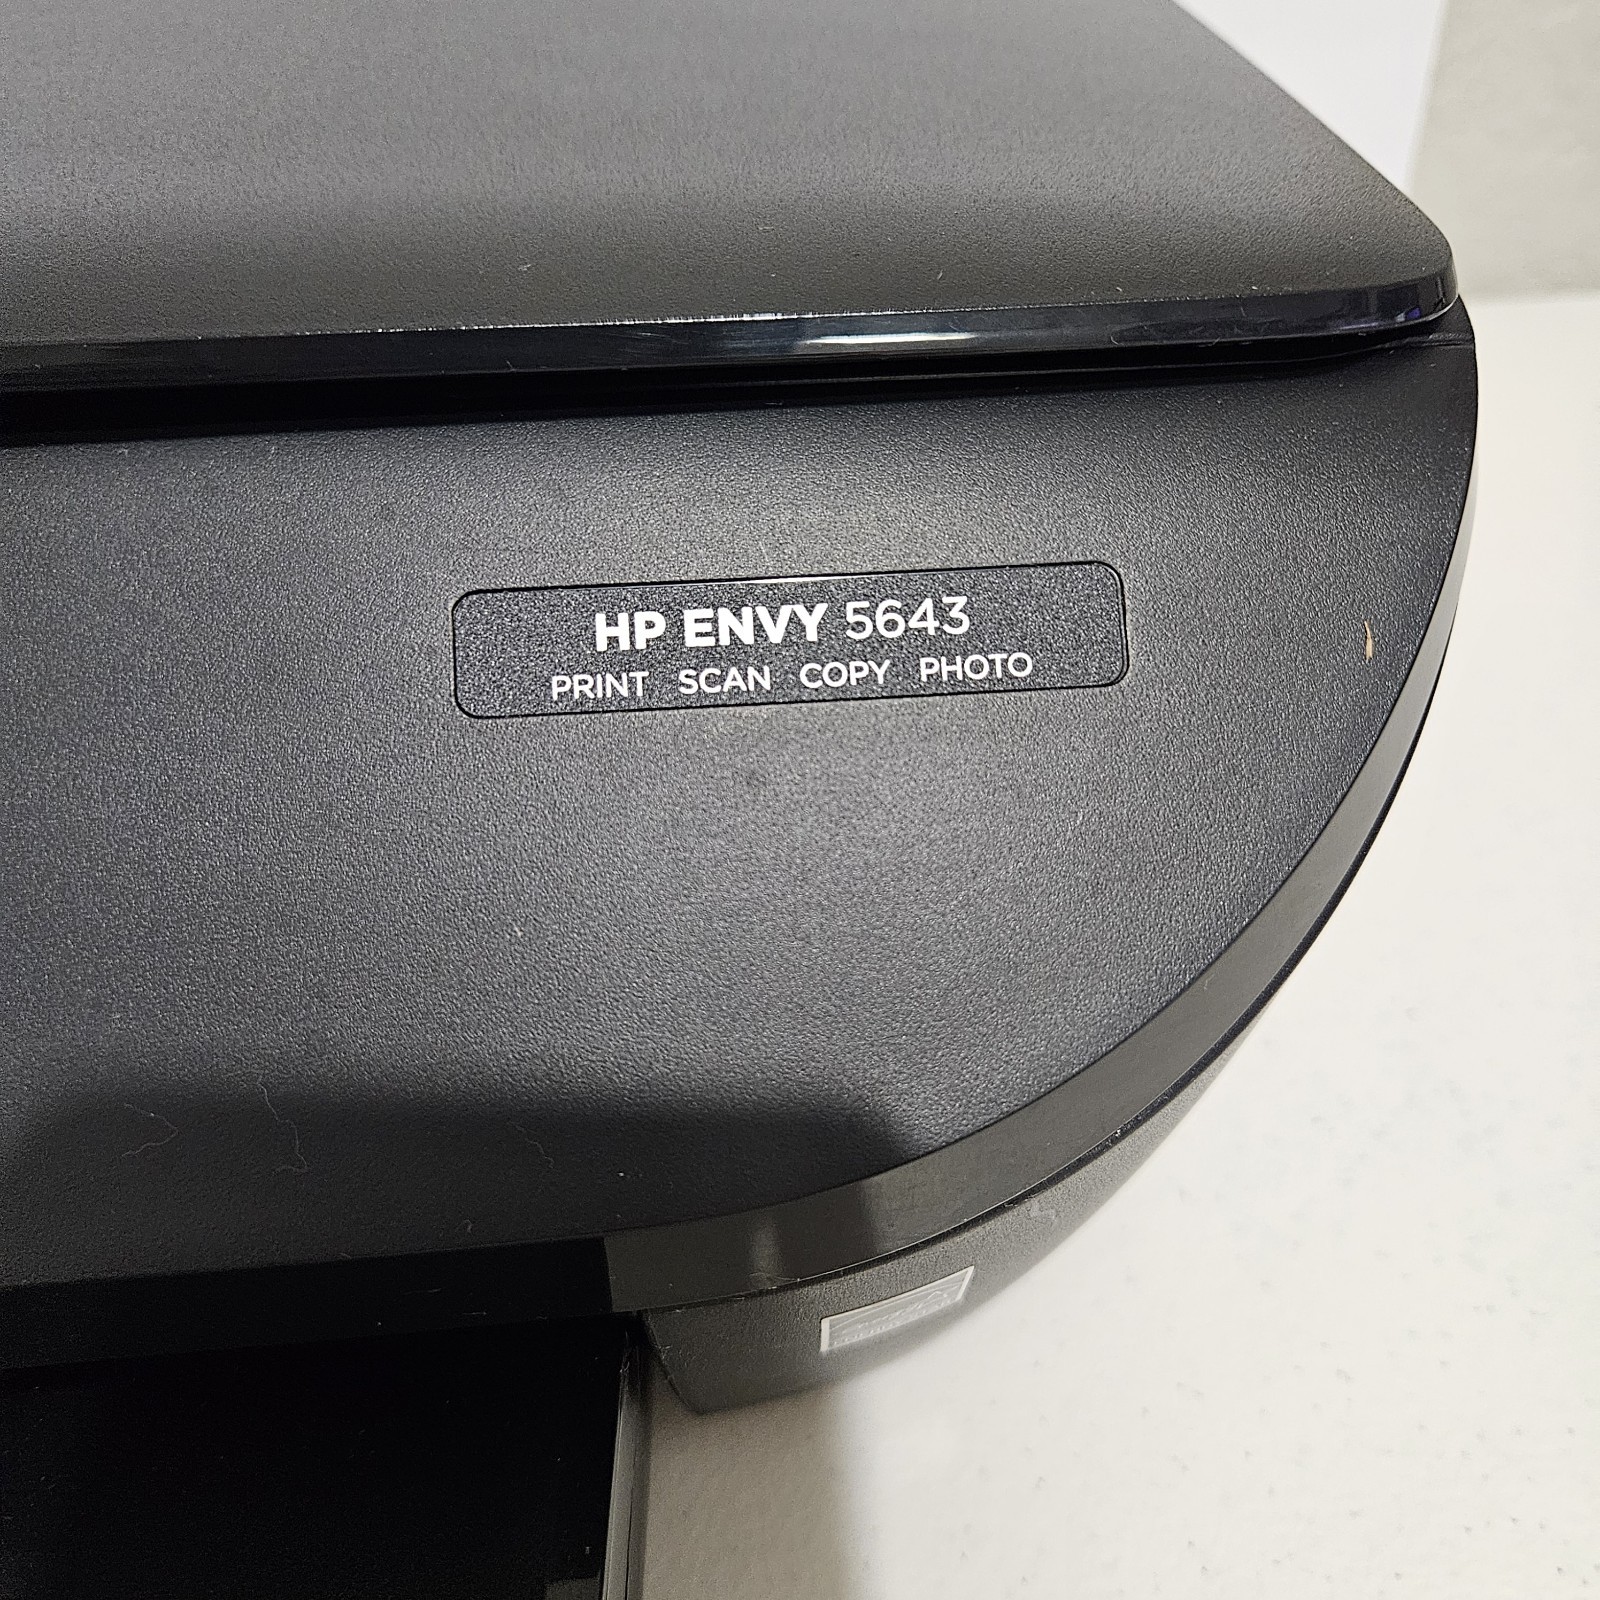 HP ENVY 5643
PRINT SCAN COPY PHOTO